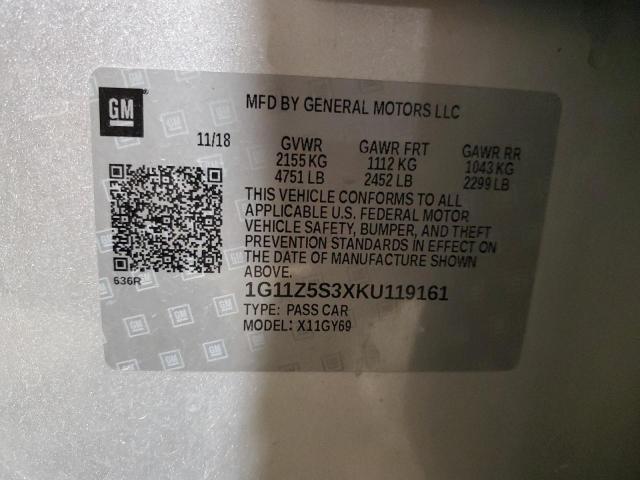 GM
MFD BY GENERAL MOTORS LLC
11/18 GVWR GAWR FRT GAWR RR
2155 KG 1112 KG 1043 KG
4751 LB 2452 LB 2299 LB
THIS VEHICLE CONFORMS TO ALL
APPLICABLE U.S. FEDERAL MOTOR
VEHICLE SAFETY, BUMPER, AND THEFT
PREVENTION STANDARDS IN EFFECT ON
THE DATE OF MANUFACTURE SHOWN
ABOVE.
636R
1G11Z5S3XKU119161
TYPE: PASS CAR
MODEL: X11GY69